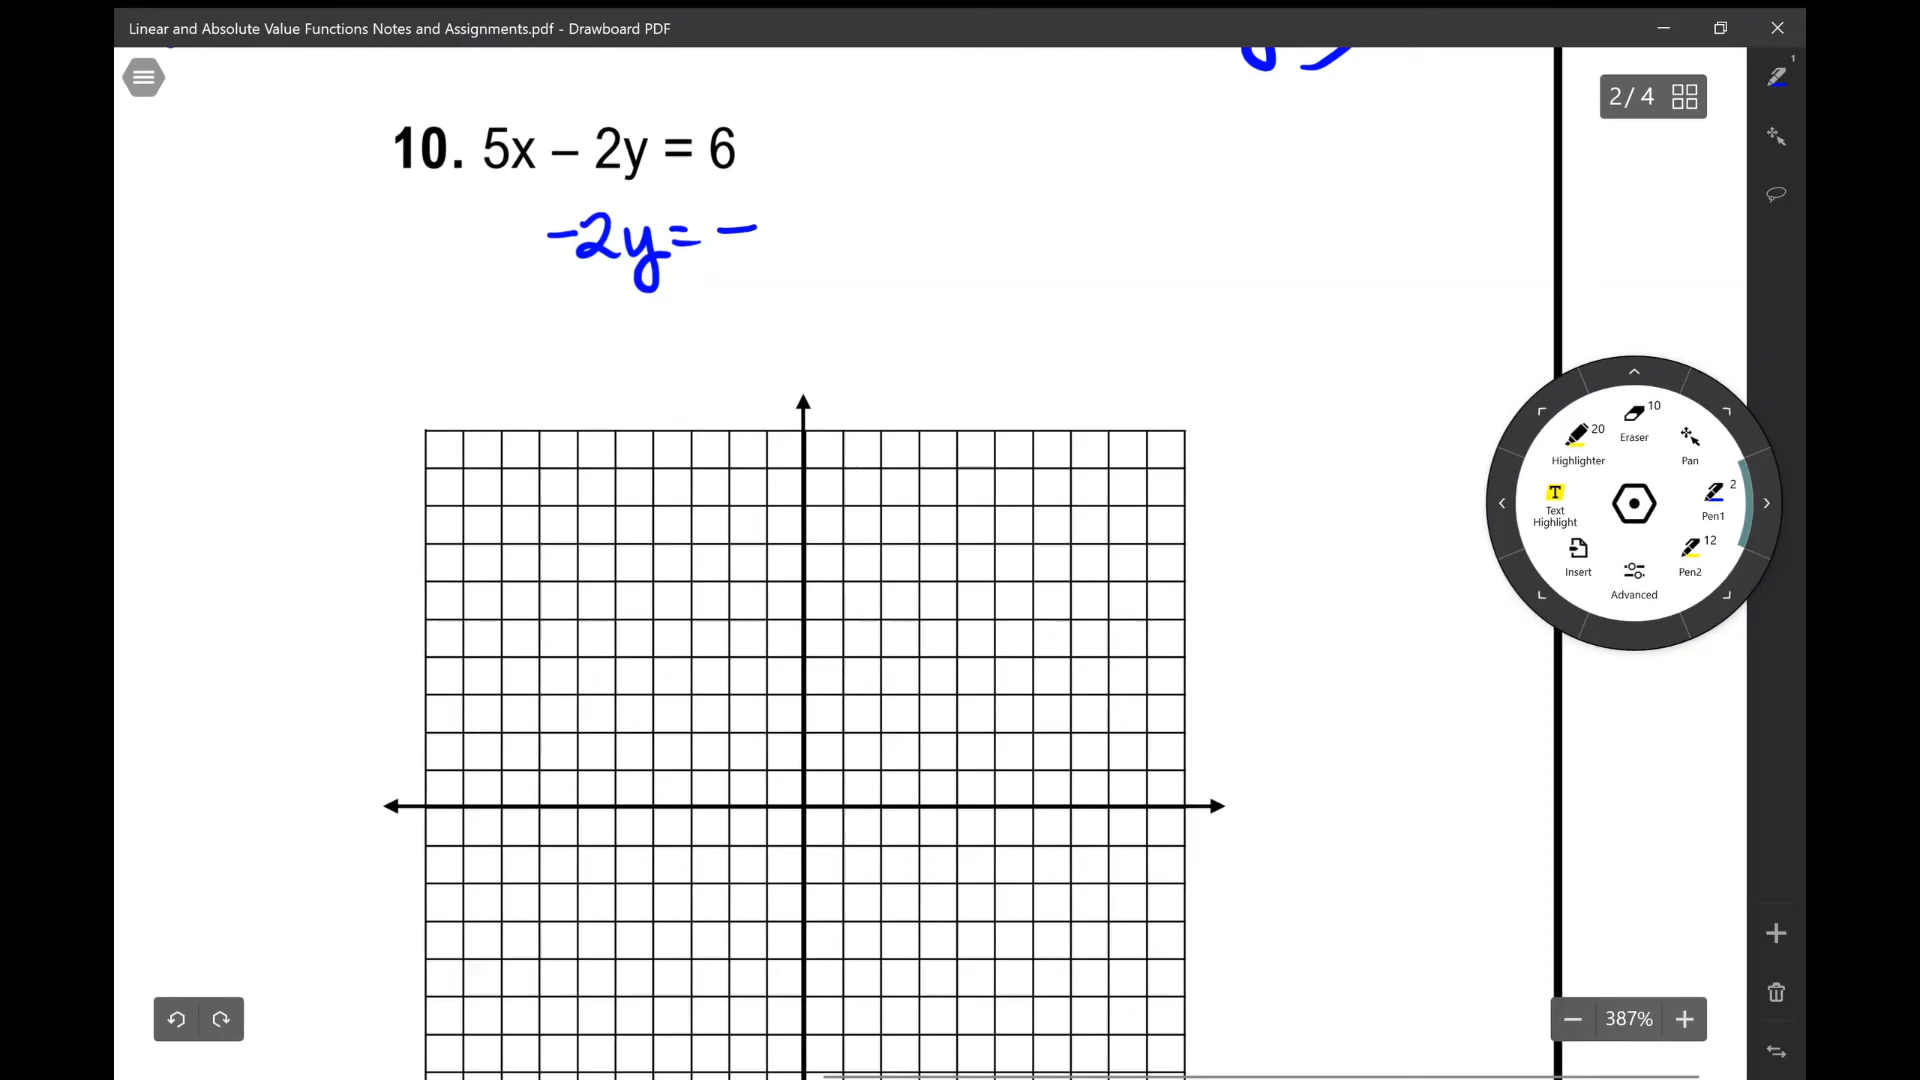 Linear and Absolute Value Functions Notes and Assignments.pdf - Drawboard PDF
2 / 4
1
10. 5x – 2y = 6
-2y = -
10
Eraser
20
Highlighter
Pan
Text
Highlight
2
Pen1
12
Pen2
Insert
Advanced
387%